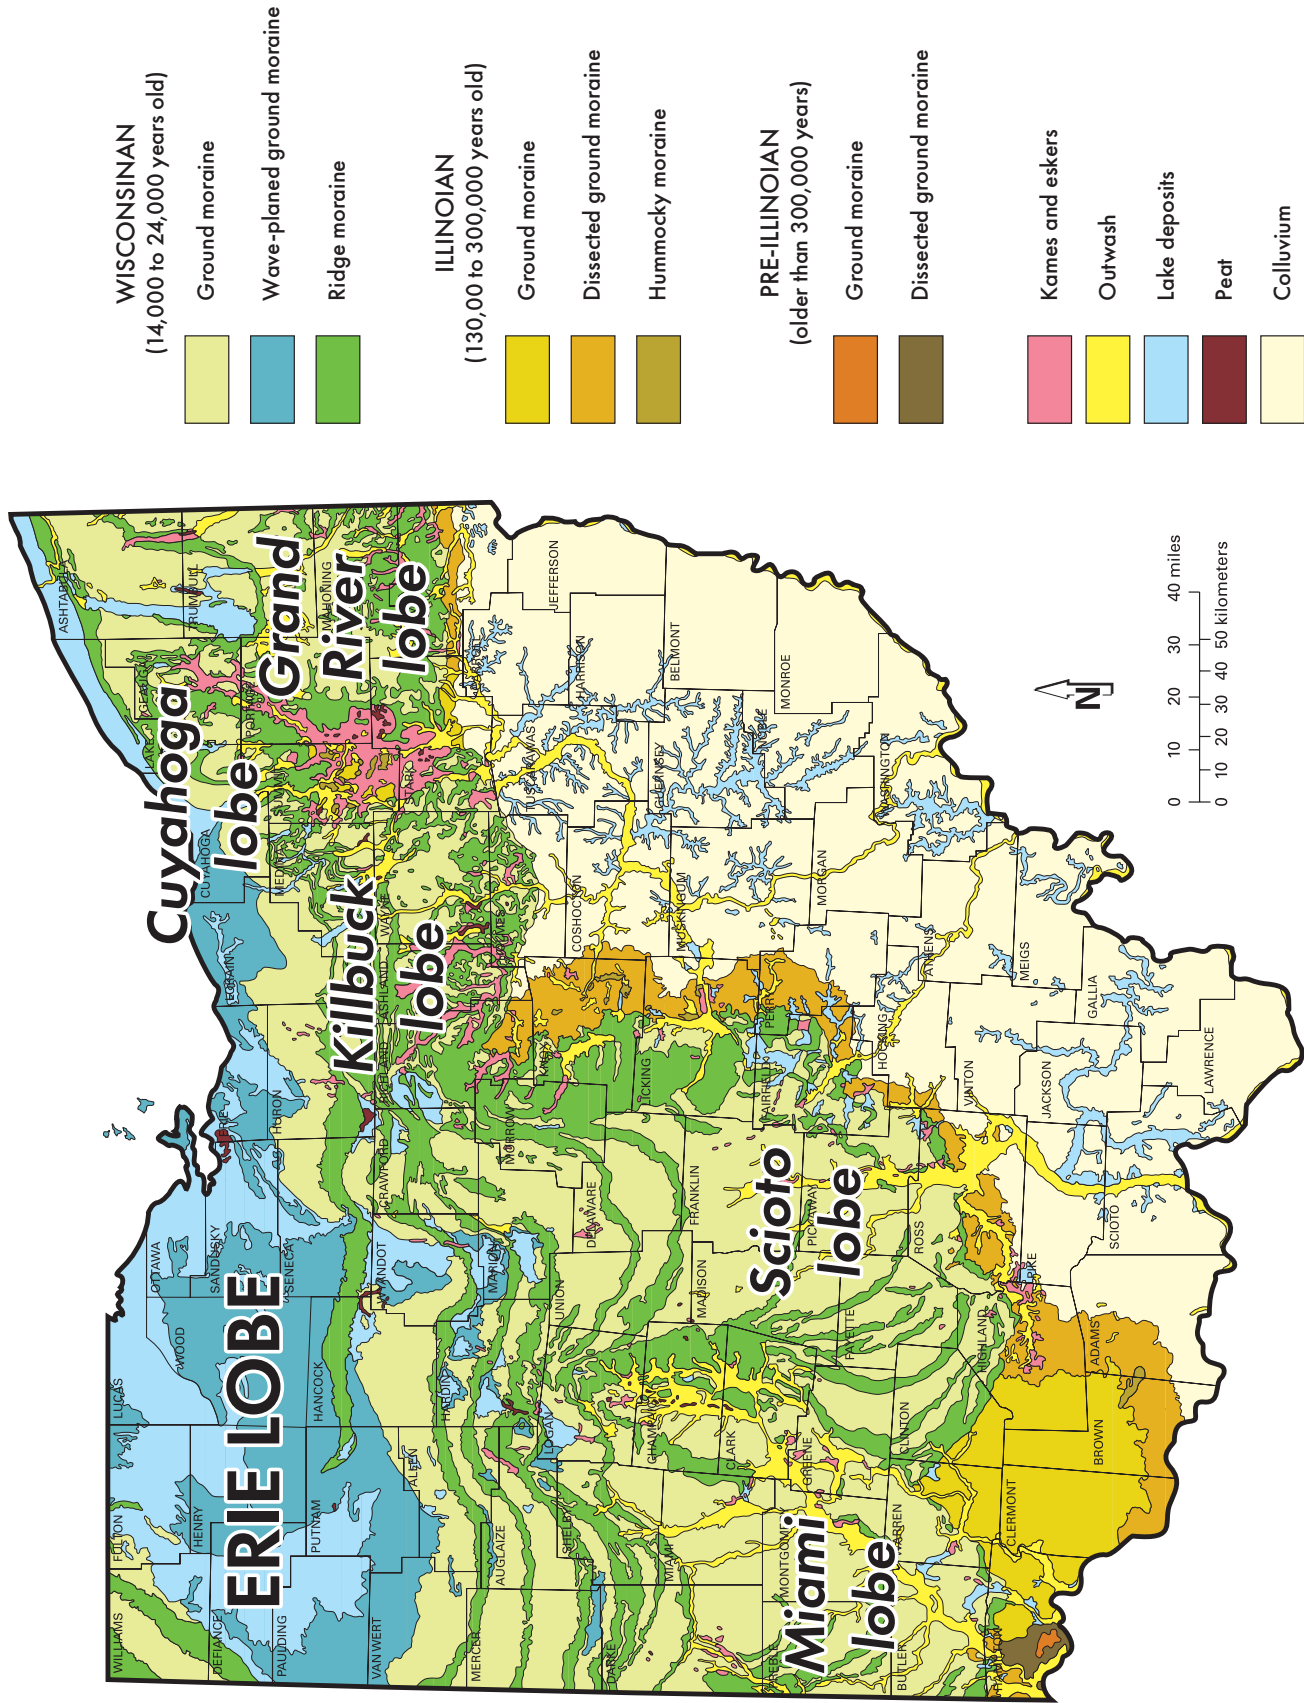 WISCONSINAN
(14,000 to 24,000 years old)
Ground moraine
Wave-planed ground moraine
Ridge moraine
ILLINOIAN
(130,00 to 300,000 years old)
Ground moraine
Dissected ground moraine
Hummocky moraine
PRE-ILLINOIAN
(older than 300,000 years)
Ground moraine
Dissected ground moraine
Kames and eskers
Outwash
Lake deposits
Peat
Colluvium
ERIE LOBE
Cuyahoga
lobe
Grand
River
lobe
Killbuck
lobe
Scioto
lobe
Miami
lobe
WILLIAMS
FULTON
LUCAS
OTTAWA
ASHTABULA
LAKE
GEAUGA
TRUMBULL
DEFIANCE
HENRY
WOOD
SANDUSKY
ERIE
LORAIN
CUYAHOGA
PORTAGE
PAULDING
PUTNAM
HANCOCK
SENECA
HURON
MEDINA
SUMMIT
MAHONING
VAN WERT
ALLEN
WYANDOT
CRAWFORD
RICHLAND
ASHLAND
WAYNE
STARK
MERCER
AUGLAIZE
HARDIN
MARION
MORROW
KNOX
HOLMES
TUSCARAWAS
CARROLL
JEFFERSON
DARKE
SHELBY
LOGAN
UNION
DELAWARE
COSHOCTON
HARRISON
MIAMI
CHAMPAIGN
LICKING
MUSKINGUM
GUERNSEY
BELMONT
PREBLE
MONTGOMERY
CLARK
MADISON
FRANKLIN
FAIRFIELD
PERRY
NOBLE
MONROE
BUTLER
WARREN
GREENE
CLINTON
FAYETTE
PICKAWAY
HOCKING
MORGAN
WASHINGTON
HAMILTON
CLERMONT
HIGHLAND
ROSS
VINTON
ATHENS
BROWN
ADAMS
PIKE
JACKSON
MEIGS
SCIOTO
GALLIA
LAWRENCE
N
0 10 20 30 40 miles
0 10 20 30 40 50 kilometers